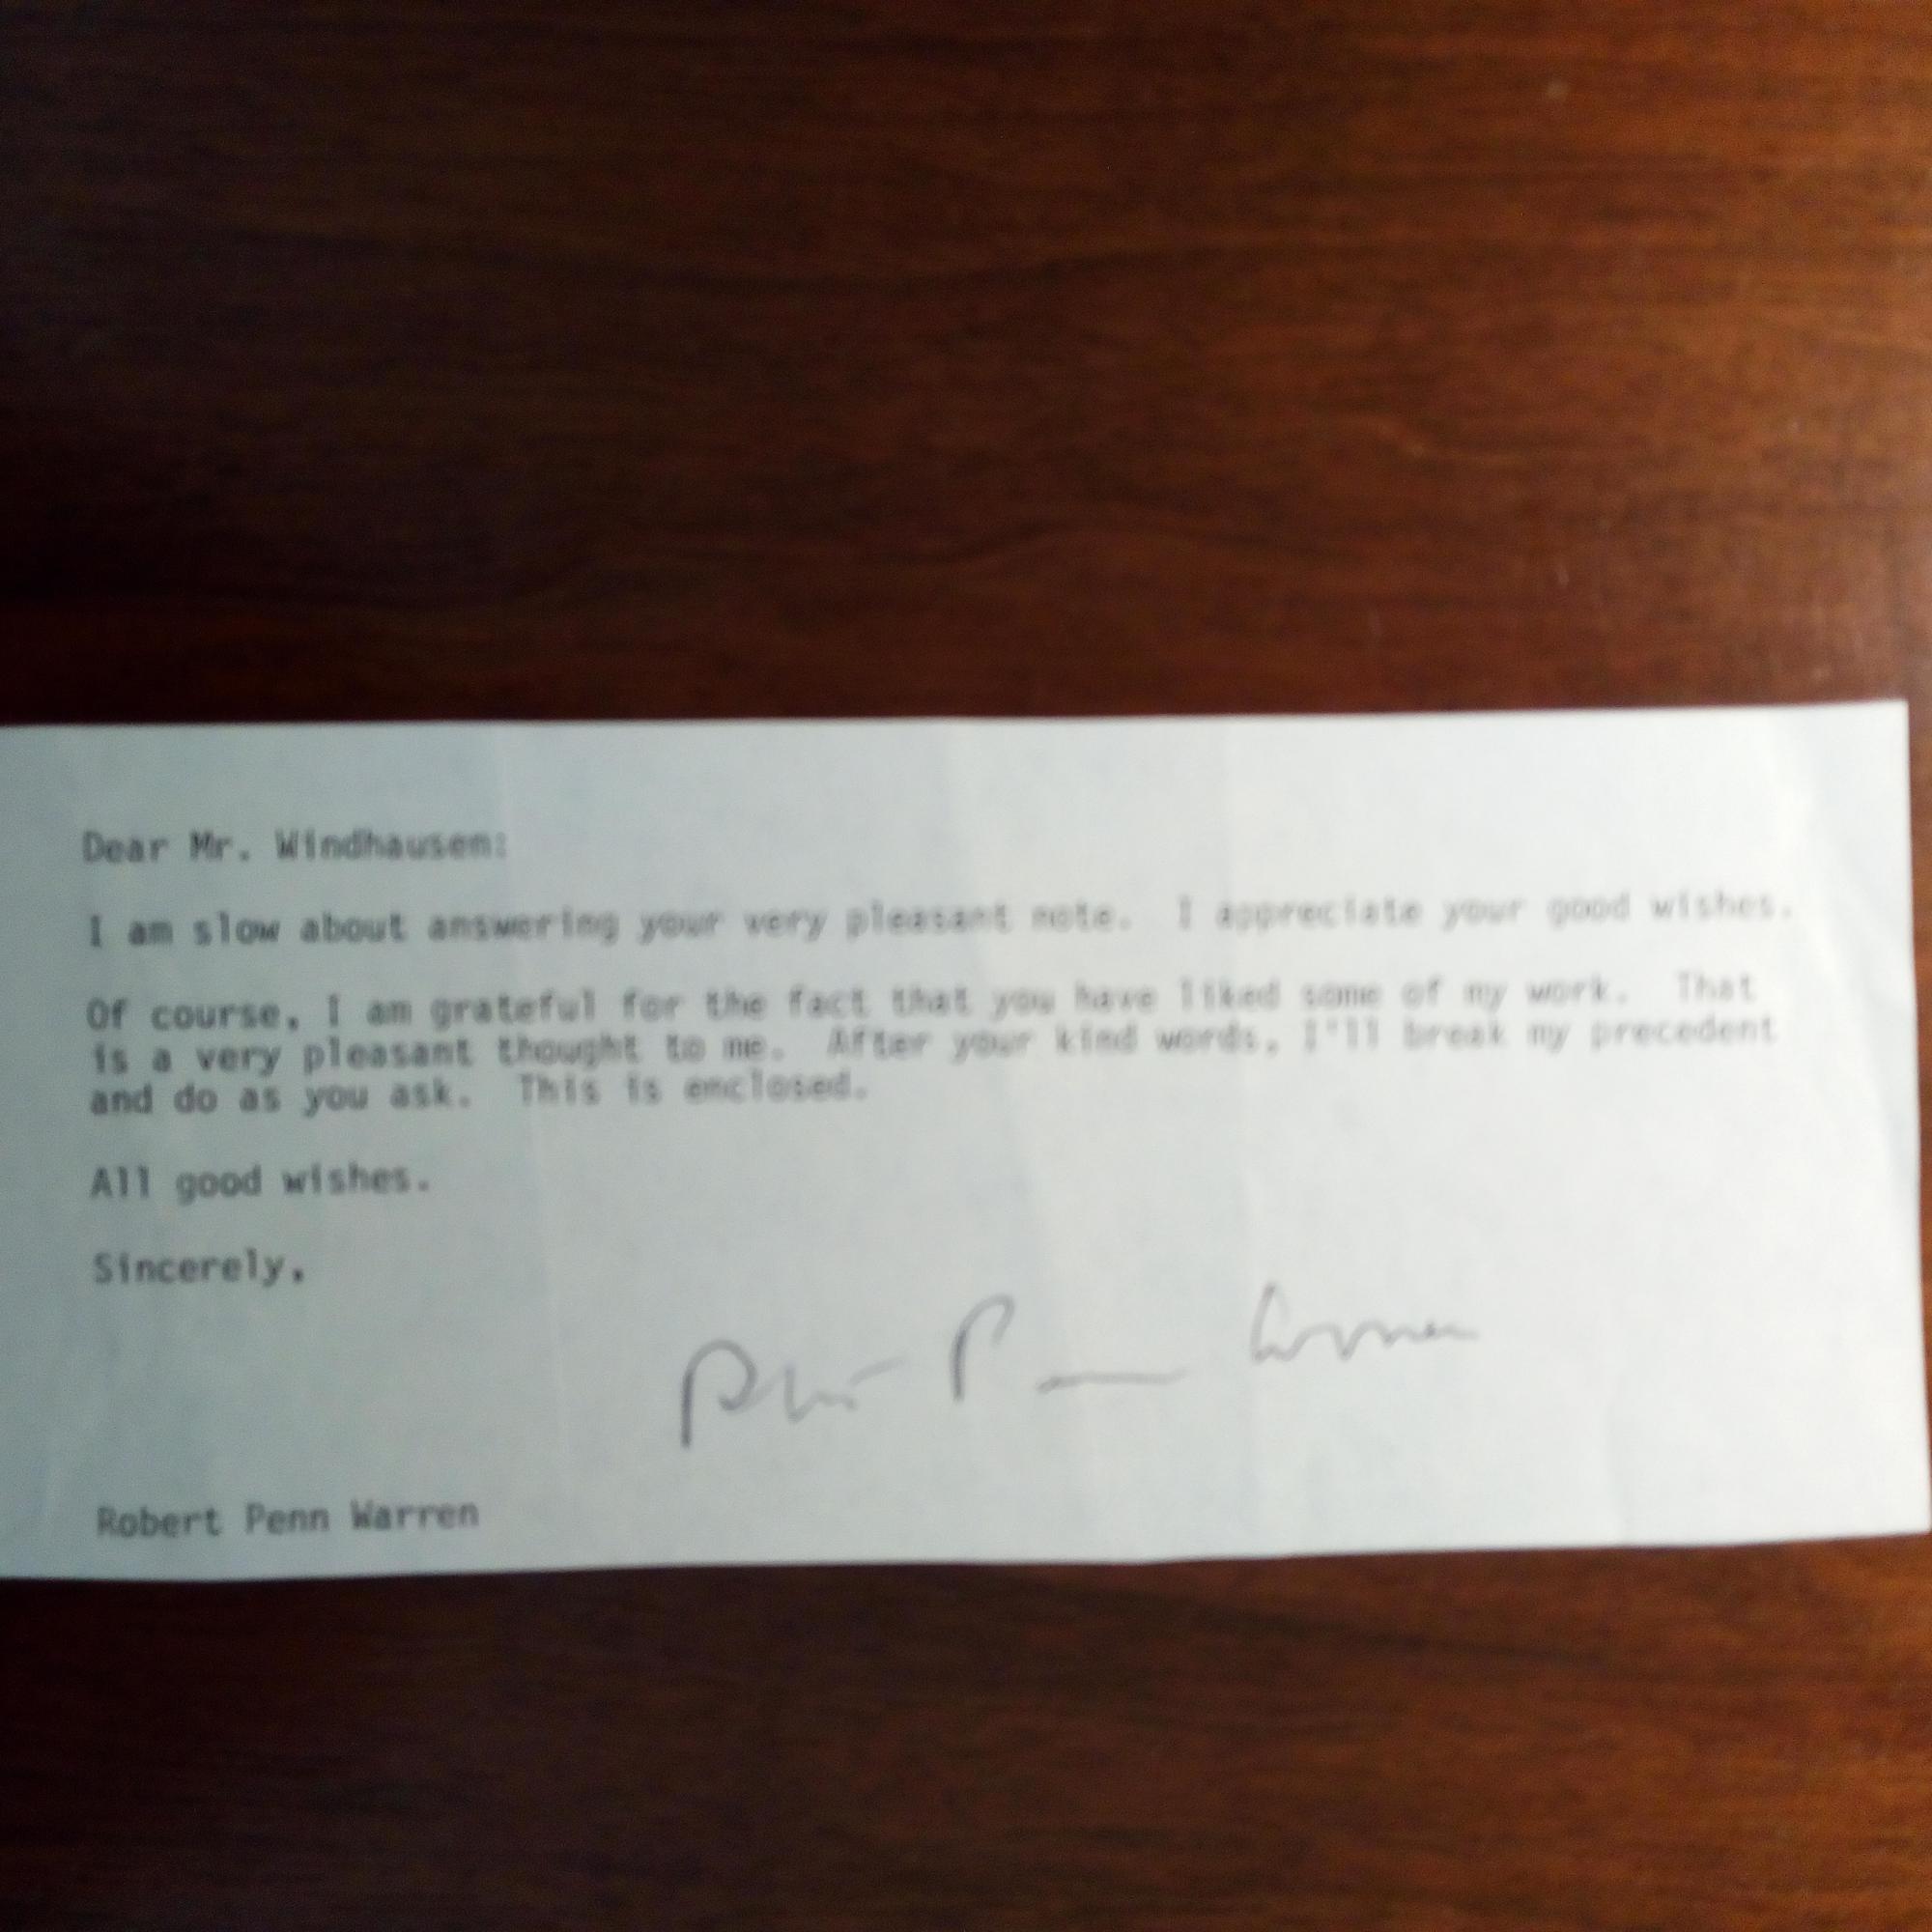 Dear Mr. Windhausen:
I am slow about answering your very pleasant note. I appreciate your good wishes.
Of course, I am grateful for the fact that you have liked some of my work. That
is a very pleasant thought to me. After your kind words, I'll break my precedent
and do as you ask. This is enclosed.
All good wishes.
Sincerely,
Robert Penn Warren
Robert Penn Warren